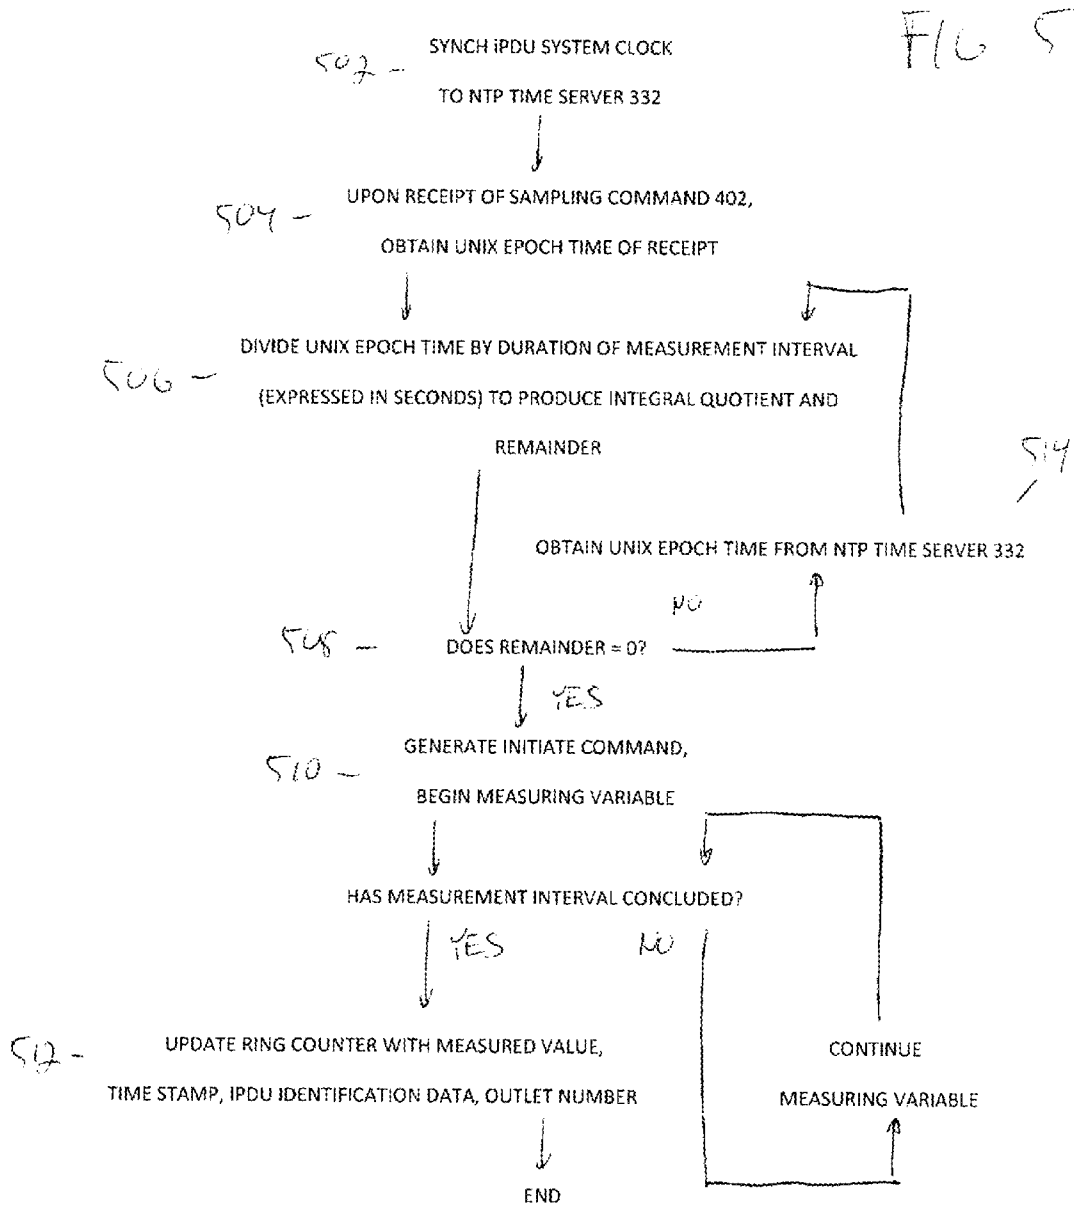 FIG 5
SYNCH iPDU SYSTEM CLOCK
502 -
TO NTP TIME SERVER 332
UPON RECEIPT OF SAMPLING COMMAND 402,
504 -
OBTAIN UNIX EPOCH TIME OF RECEIPT
DIVIDE UNIX EPOCH TIME BY DURATION OF MEASUREMENT INTERVAL
506 -
(EXPRESSED IN SECONDS) TO PRODUCE INTEGRAL QUOTIENT AND
REMAINDER
514
OBTAIN UNIX EPOCH TIME FROM NTP TIME SERVER 332
NO
508 -
DOES REMAINDER = 0?
YES
GENERATE INITIATE COMMAND,
510 -
BEGIN MEASURING VARIABLE
HAS MEASUREMENT INTERVAL CONCLUDED?
YES
NO
512 -
UPDATE RING COUNTER WITH MEASURED VALUE,
TIME STAMP, IPDU IDENTIFICATION DATA, OUTLET NUMBER
CONTINUE
MEASURING VARIABLE
END